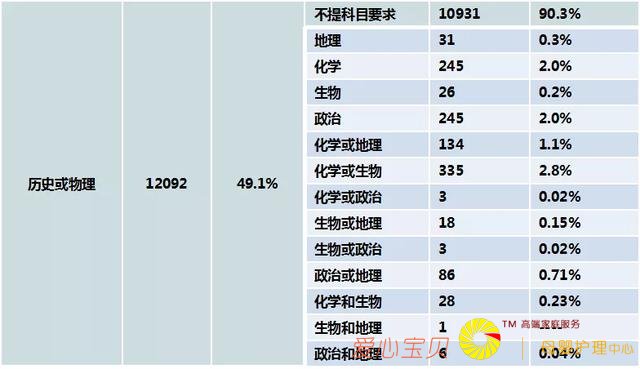 不提科目要求 10931 90.3%
地理 31 0.3%
化学 245 2.0%
生物 26 0.2%
政治 245 2.0%
化学或地理 134 1.1%
历史或物理 12092 49.1% 化学或生物 335 2.8%
化学或政治 3 0.02%
生物或地理 18 0.15%
生物或政治 3 0.02%
政治或地理 86 0.71%
化学和生物 28 0.23%
生物和地理 1
政治和地理 6 0.04%
TM 高端家庭服务
爱心宝贝 | 母婴护理中心